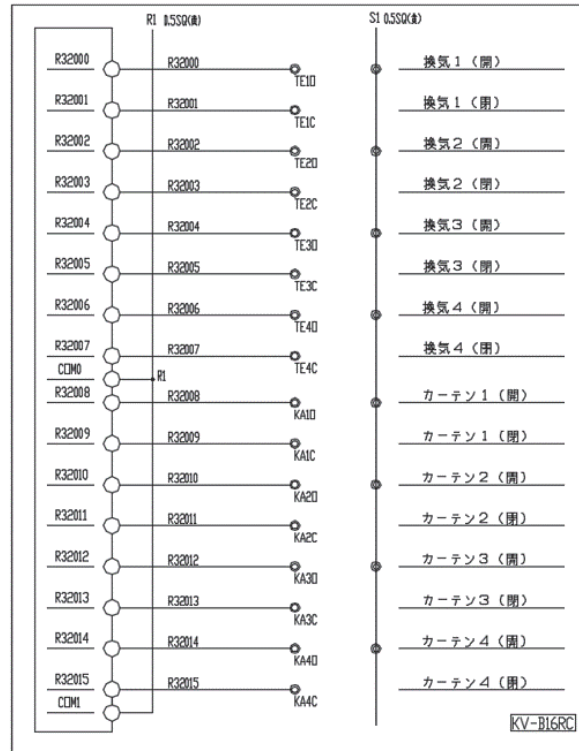 R1 0.5SQ(黄) S1 0.5SQ(黄)
R32000 R32000 TE1O 換気1（開）
R32001 R32001 TE1C 換気1（閉）
R32002 R32002 TE2O 換気2（開）
R32003 R32003 TE2C 換気2（閉）
R32004 R32004 TE3O 換気3（開）
R32005 R32005 TE3C 換気3（閉）
R32006 R32006 TE4O 換気4（開）
R32007 R32007 TE4C 換気4（閉）
COM0 R1
R32008 R32008 KA1O カーテン1（開）
R32009 R32009 KA1C カーテン1（閉）
R32010 R32010 KA2O カーテン2（開）
R32011 R32011 KA2C カーテン2（閉）
R32012 R32012 KA3O カーテン3（開）
R32013 R32013 KA3C カーテン3（閉）
R32014 R32014 KA4O カーテン4（開）
R32015 R32015 KA4C カーテン4（閉）
COM1
KV-B16RC